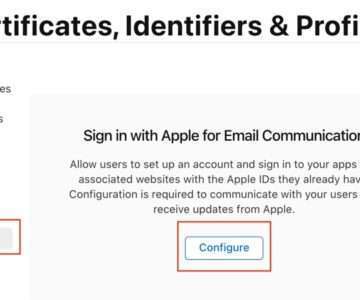 rtificates, Identifiers & Profi
es
s
Sign in with Apple for Email Communication
Allow users to set up an account and sign in to your apps
associated websites with the Apple IDs they already hav
Configuration is required to communicate with your users
receive updates from Apple.
Configure